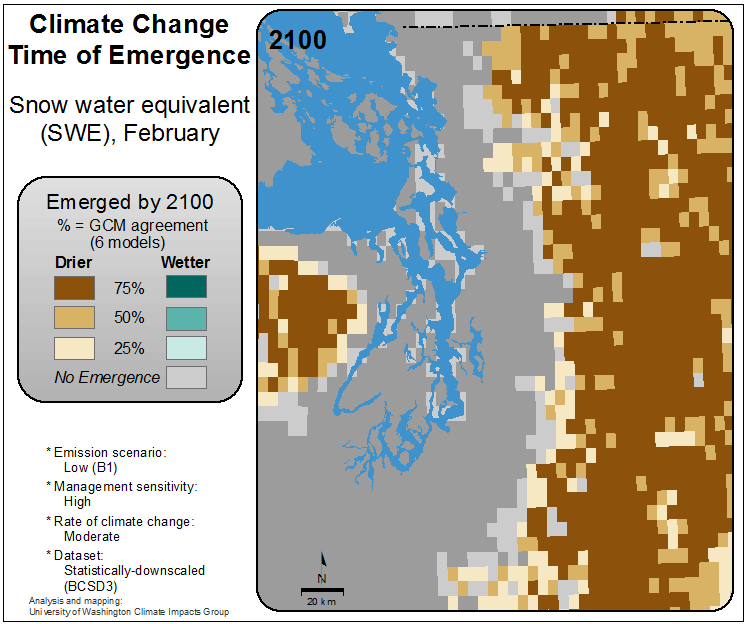 Climate Change
Time of Emergence
Snow water equivalent
(SWE), February
Emerged by 2100
% = GCM agreement
(6 models)
Drier Wetter
75%
50%
25%
No Emergence
* Emission scenario:
Low (B1)
* Management sensitivity:
High
* Rate of climate change:
Moderate
* Dataset:
Statistically-downscaled
(BCSD3)
Analysis and mapping:
University of Washington Climate Impacts Group
2100
N
20 km